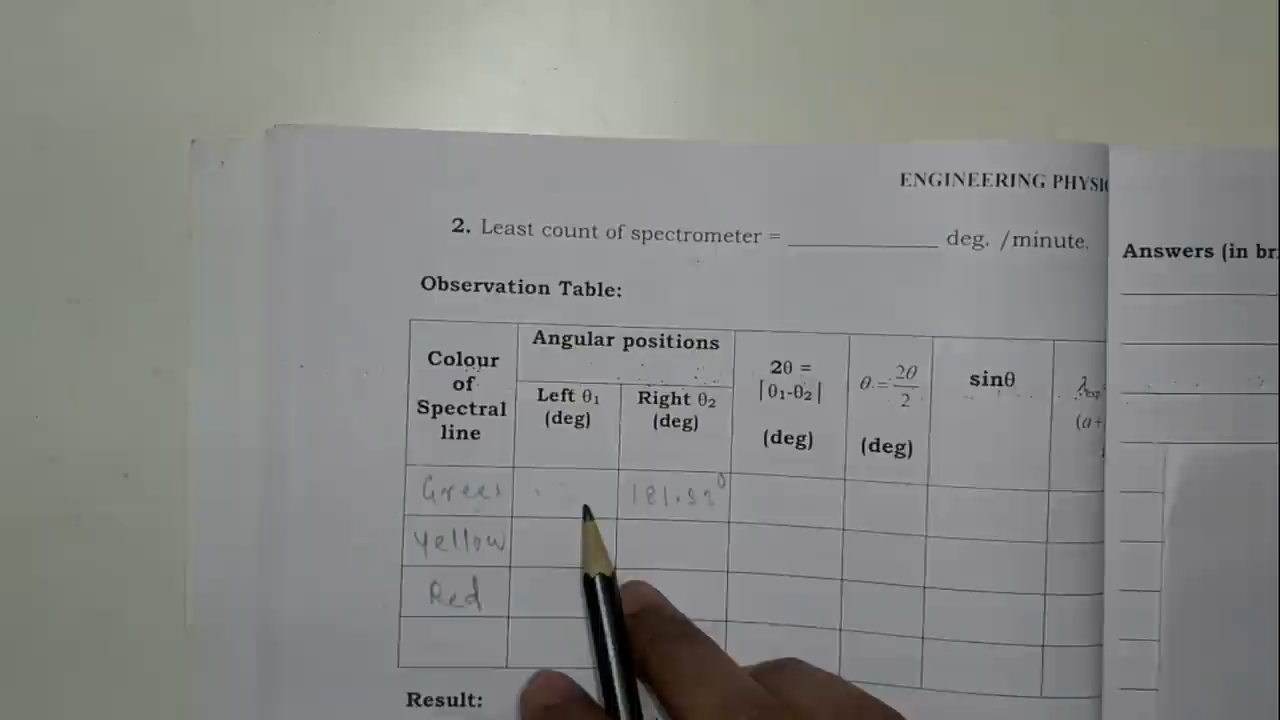 ENGINEERING PHYSI
2. Least count of spectrometer = __________ deg. /minute.
Answers (in br
Observation Table:
Colour of Spectral line
Angular positions
Left θ₁ (deg)
Right θ₂ (deg)
2θ = |θ₁-θ₂| (deg)
θ = 2θ/2 (deg)
sinθ
(a+
Green
Yellow
Red
Result: